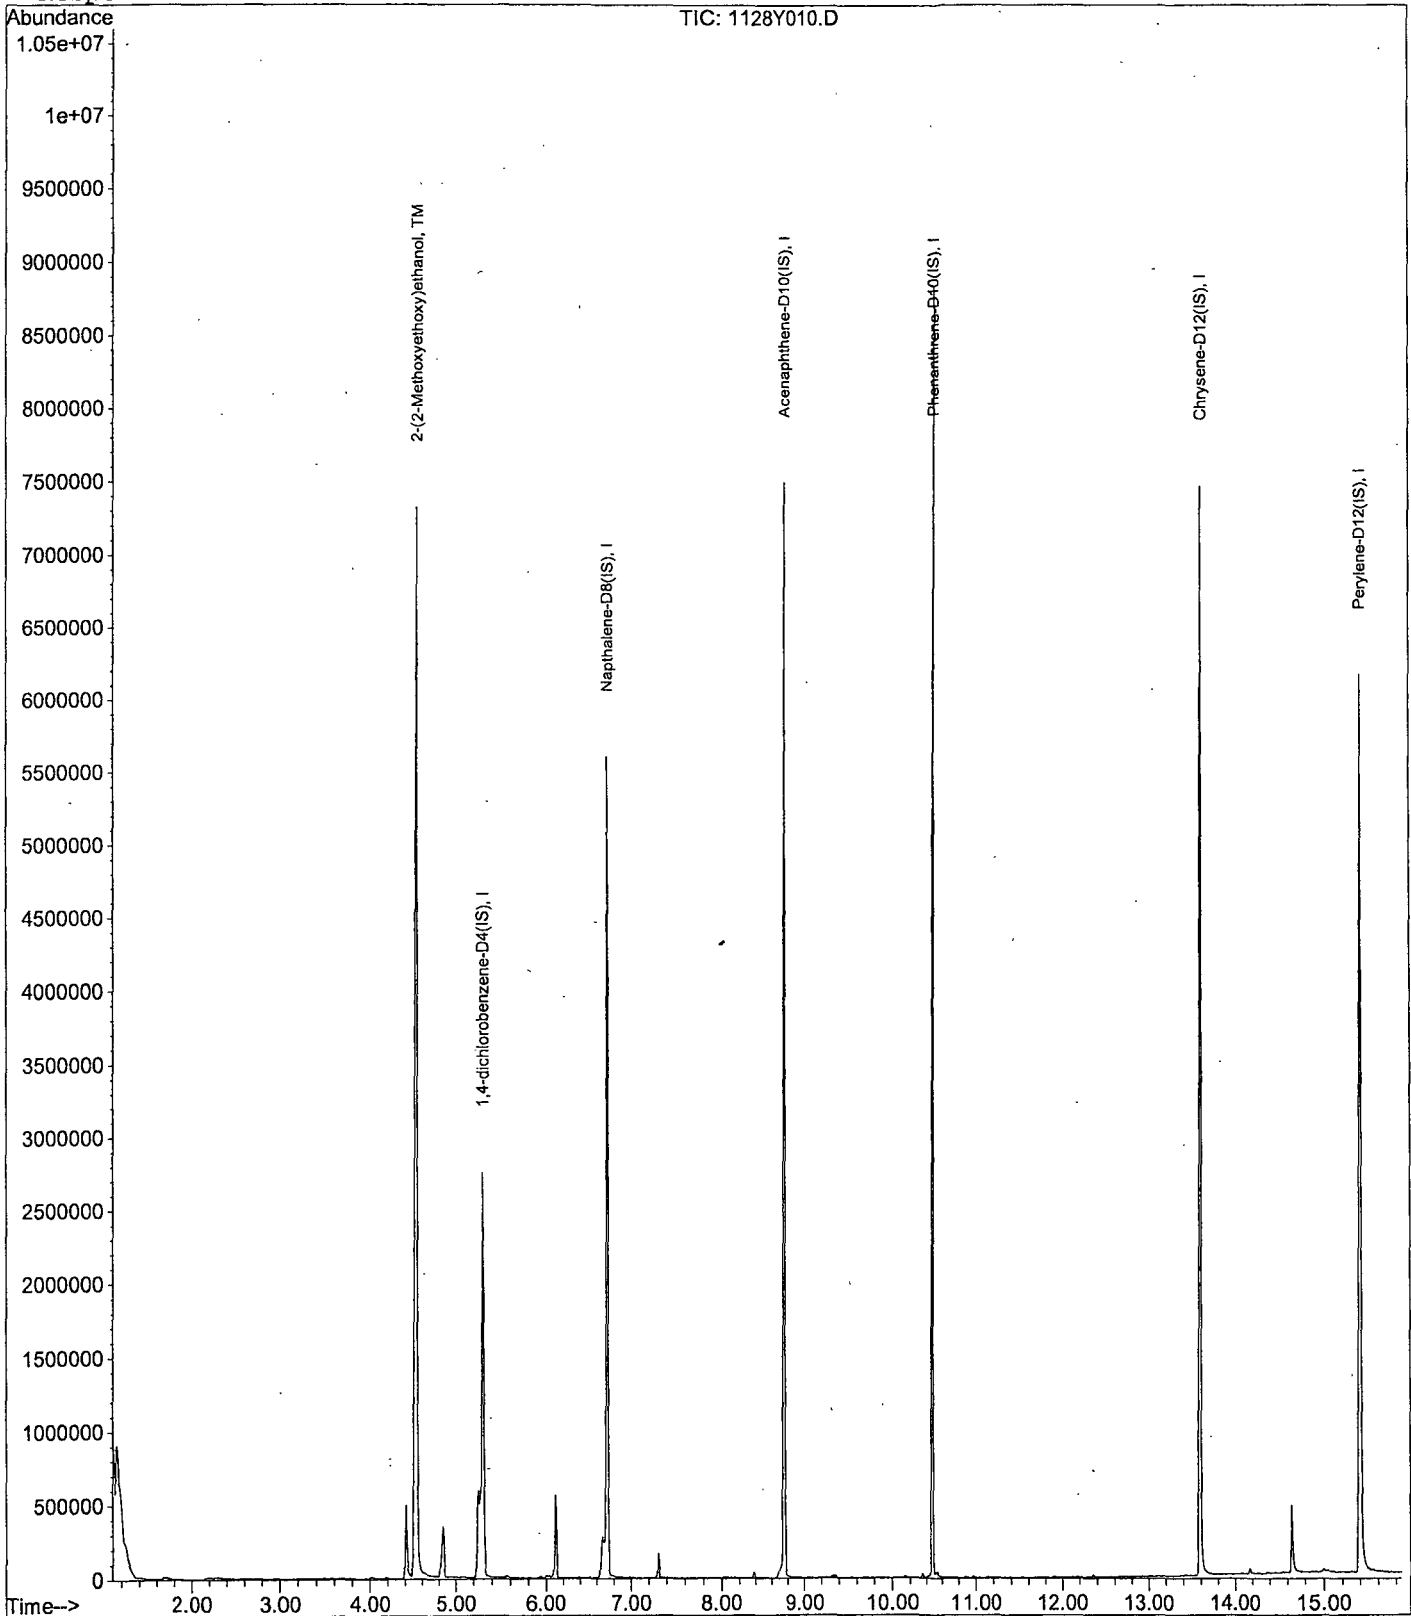 Abundance
TIC: 1128Y010.D
1.05e+07
1e+07
9500000
9000000
8500000
8000000
7500000
7000000
6500000
6000000
5500000
5000000
4500000
4000000
3500000
3000000
2500000
2000000
1500000
1000000
500000
0
2-(2-Methoxyethoxy)ethanol, TM
1,4-dichlorobenzene-D4(IS), I
Napthalene-D8(IS), I
Acenaphthene-D10(IS), I
Phenanthrene-D10(IS), I
Chrysene-D12(IS), I
Perylene-D12(IS), I
Time--> 2.00 3.00 4.00 5.00 6.00 7.00 8.00 9.00 10.00 11.00 12.00 13.00 14.00 15.00